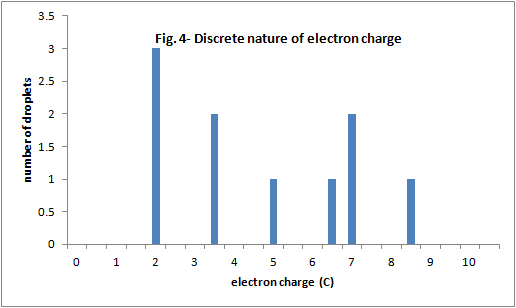 Fig. 4- Discrete nature of electron charge
number of droplets
3.5
3
2.5
2
1.5
1
0.5
0
0 1 2 3 4 5 6 7 8 9 10
electron charge (C)